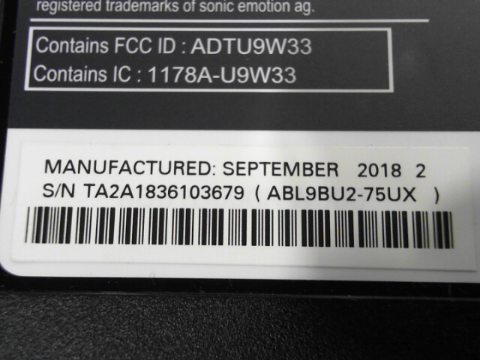 registered trademarks of sonic emotion ag.
Contains FCC ID : ADTU9W33
Contains IC : 1178A-U9W33
MANUFACTURED: SEPTEMBER 2018 2
S/N TA2A1836103679 ( ABL9BU2-75UX )